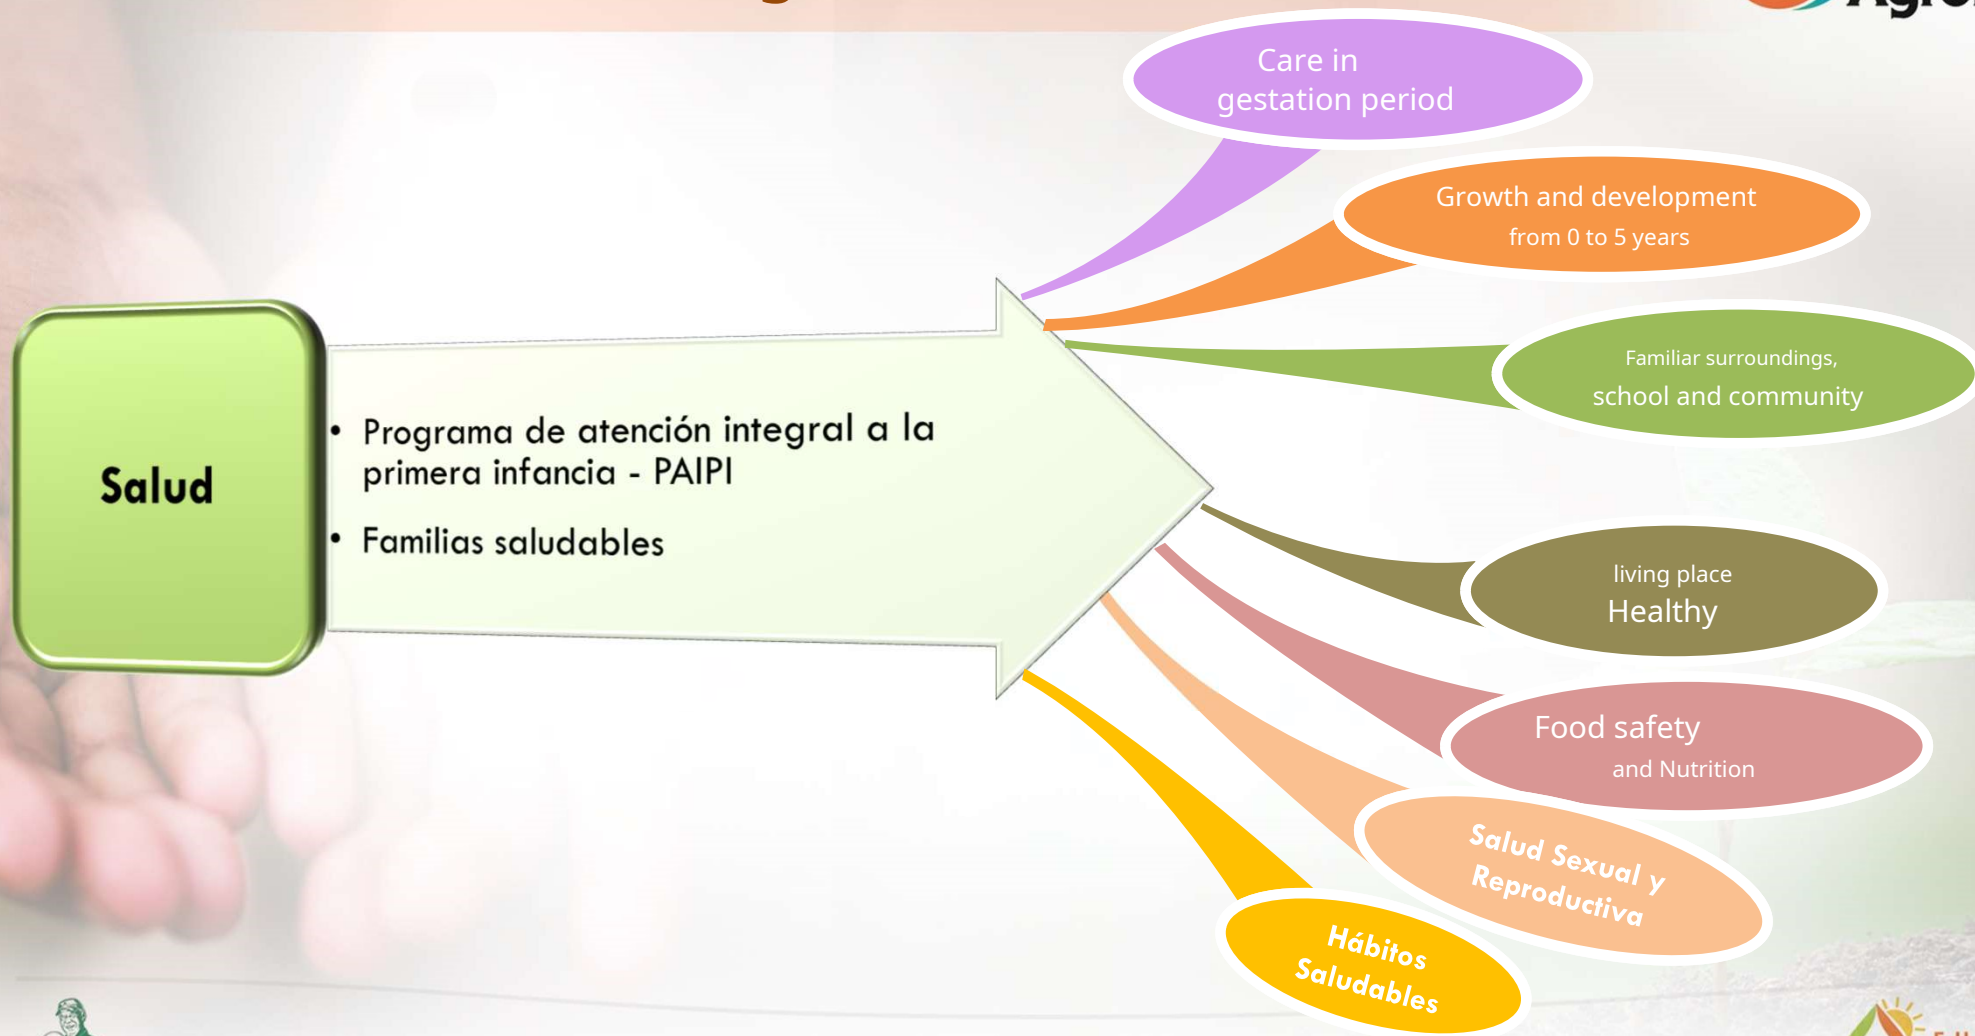 Care in
gestation period
Growth and development
from 0 to 5 years
Familiar surroundings,
school and community
Salud
• Programa de atención integral a la
primera infancia - PAIPI
• Familias saludables
living place
Healthy
Food safety
and Nutrition
Salud Sexual y
Reproductiva
Hábitos
Saludables